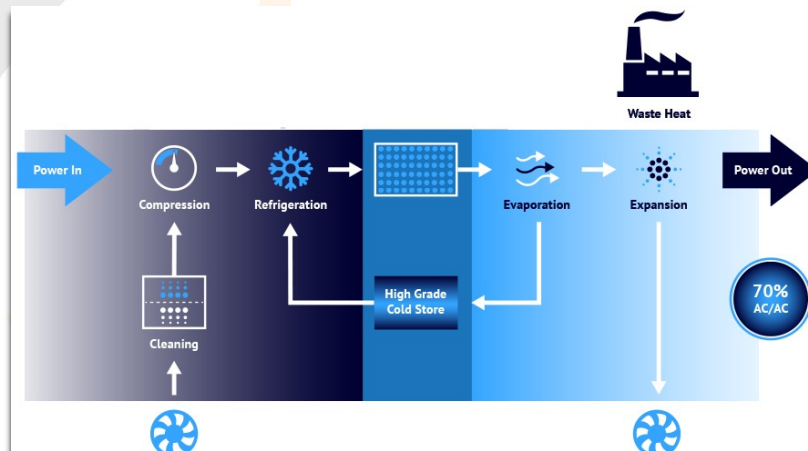 Waste Heat
Power In
Compression
Refrigeration
Evaporation
Expansion
Power Out
High Grade
Cold Store
70%
AC/AC
Cleaning